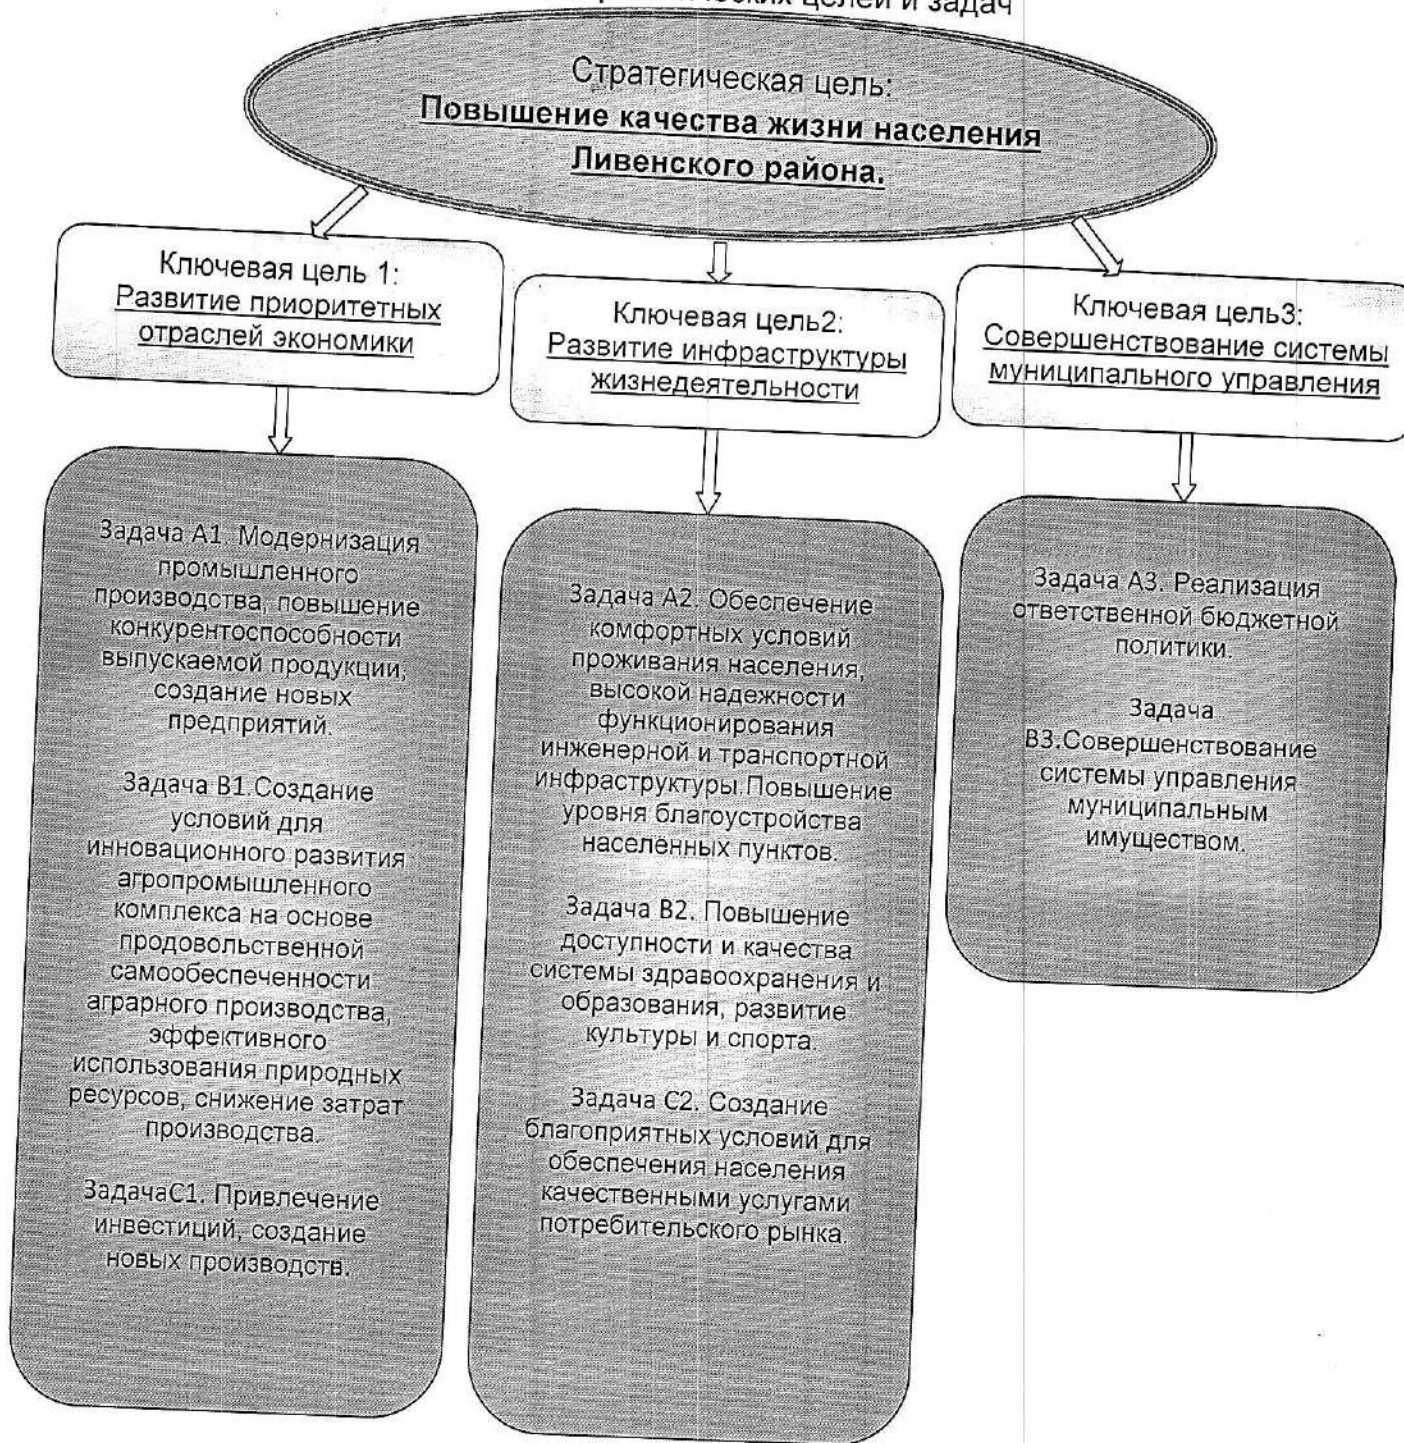 целей и задач
Стратегическая цель:
Повышение качества жизни населения
Ливенского района.
Ключевая цель 1:
Развитие приоритетных
отраслей экономики
Ключевая цель2:
Развитие инфраструктуры
жизнедеятельности
Ключевая цель3:
Совершенствование системы
муниципального управления
Задача А1. Модернизация
промышленного
производства, повышение
конкурентоспособности
выпускаемой продукции,
создание новых
предприятий.
Задача В1.Создание
условий для
инновационного развития
агропромышленного
комплекса на основе
продовольственной
самообеспеченности
аграрного производства,
эффективного
использования природных
ресурсов, снижение затрат
производства.
ЗадачаС1. Привлечение
инвестиций, создание
новых производств.
Задача А2. Обеспечение
комфортных условий
проживания населения,
высокой надежности
функционирования
инженерной и транспортной
инфраструктуры.Повышение
уровня благоустройства
населённых пунктов.
Задача В2. Повышение
доступности и качества
системы здравоохранения и
образования, развитие
культуры и спорта.
Задача С2. Создание
благоприятных условий для
обеспечения населения
качественными услугами
потребительского рынка.
Задача А3. Реализация
ответственной бюджетной
политики.
Задача
В3.Совершенствование
системы управления
муниципальным
имуществом.